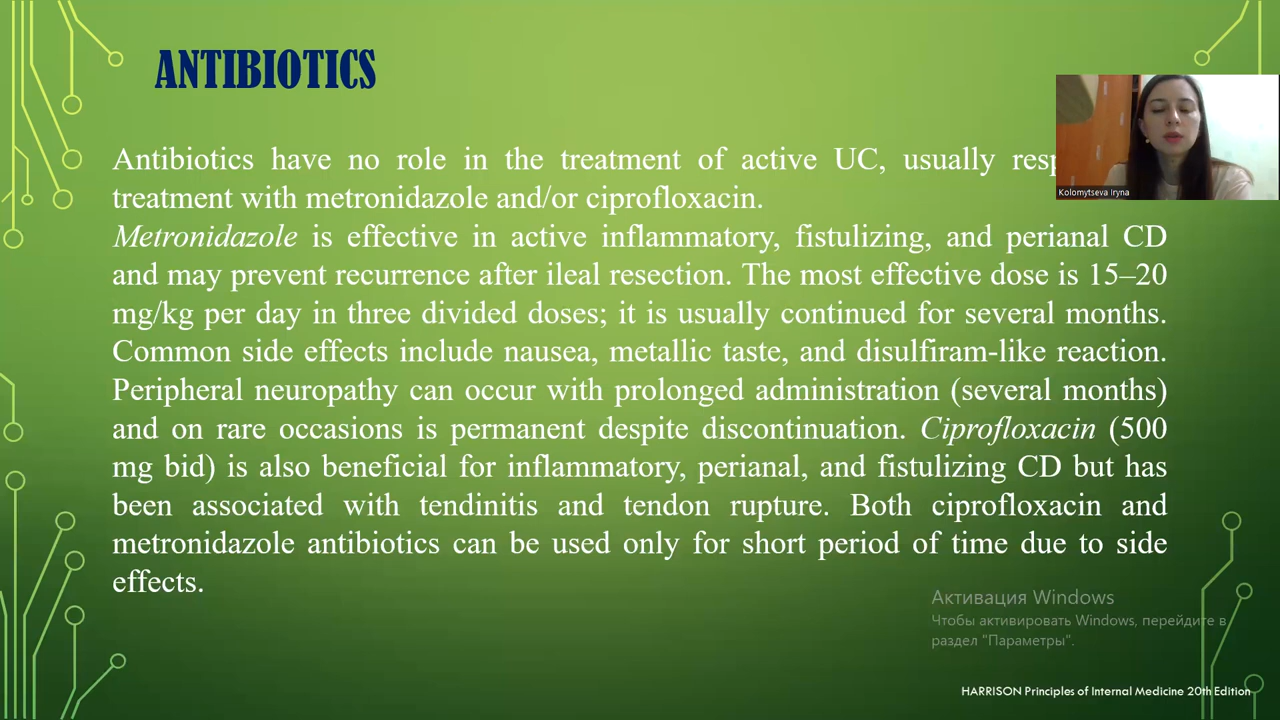 ANTIBIOTICS
Antibiotics have no role in the treatment of active UC, usually
treatment with metronidazole and/or ciprofloxacin.
Metronidazole is effective in active inflammatory, fistulizing, and perianal CD
and may prevent recurrence after ileal resection. The most effective dose is 15–20
mg/kg per day in three divided doses; it is usually continued for several months.
Common side effects include nausea, metallic taste, and disulfiram-like reaction.
Peripheral neuropathy can occur with prolonged administration (several months)
and on rare occasions is permanent despite discontinuation. Ciprofloxacin (500
mg bid) is also beneficial for inflammatory, perianal, and fistulizing CD but has
been associated with tendinitis and tendon rupture. Both ciprofloxacin and
metronidazole antibiotics can be used only for short period of time due to side
effects.
Kolomytseva Iryna
Активация Windows
Чтобы активировать Windows, перейдите в
раздел "Параметры".
HARRISON Principles of Internal Medicine 20th Edition